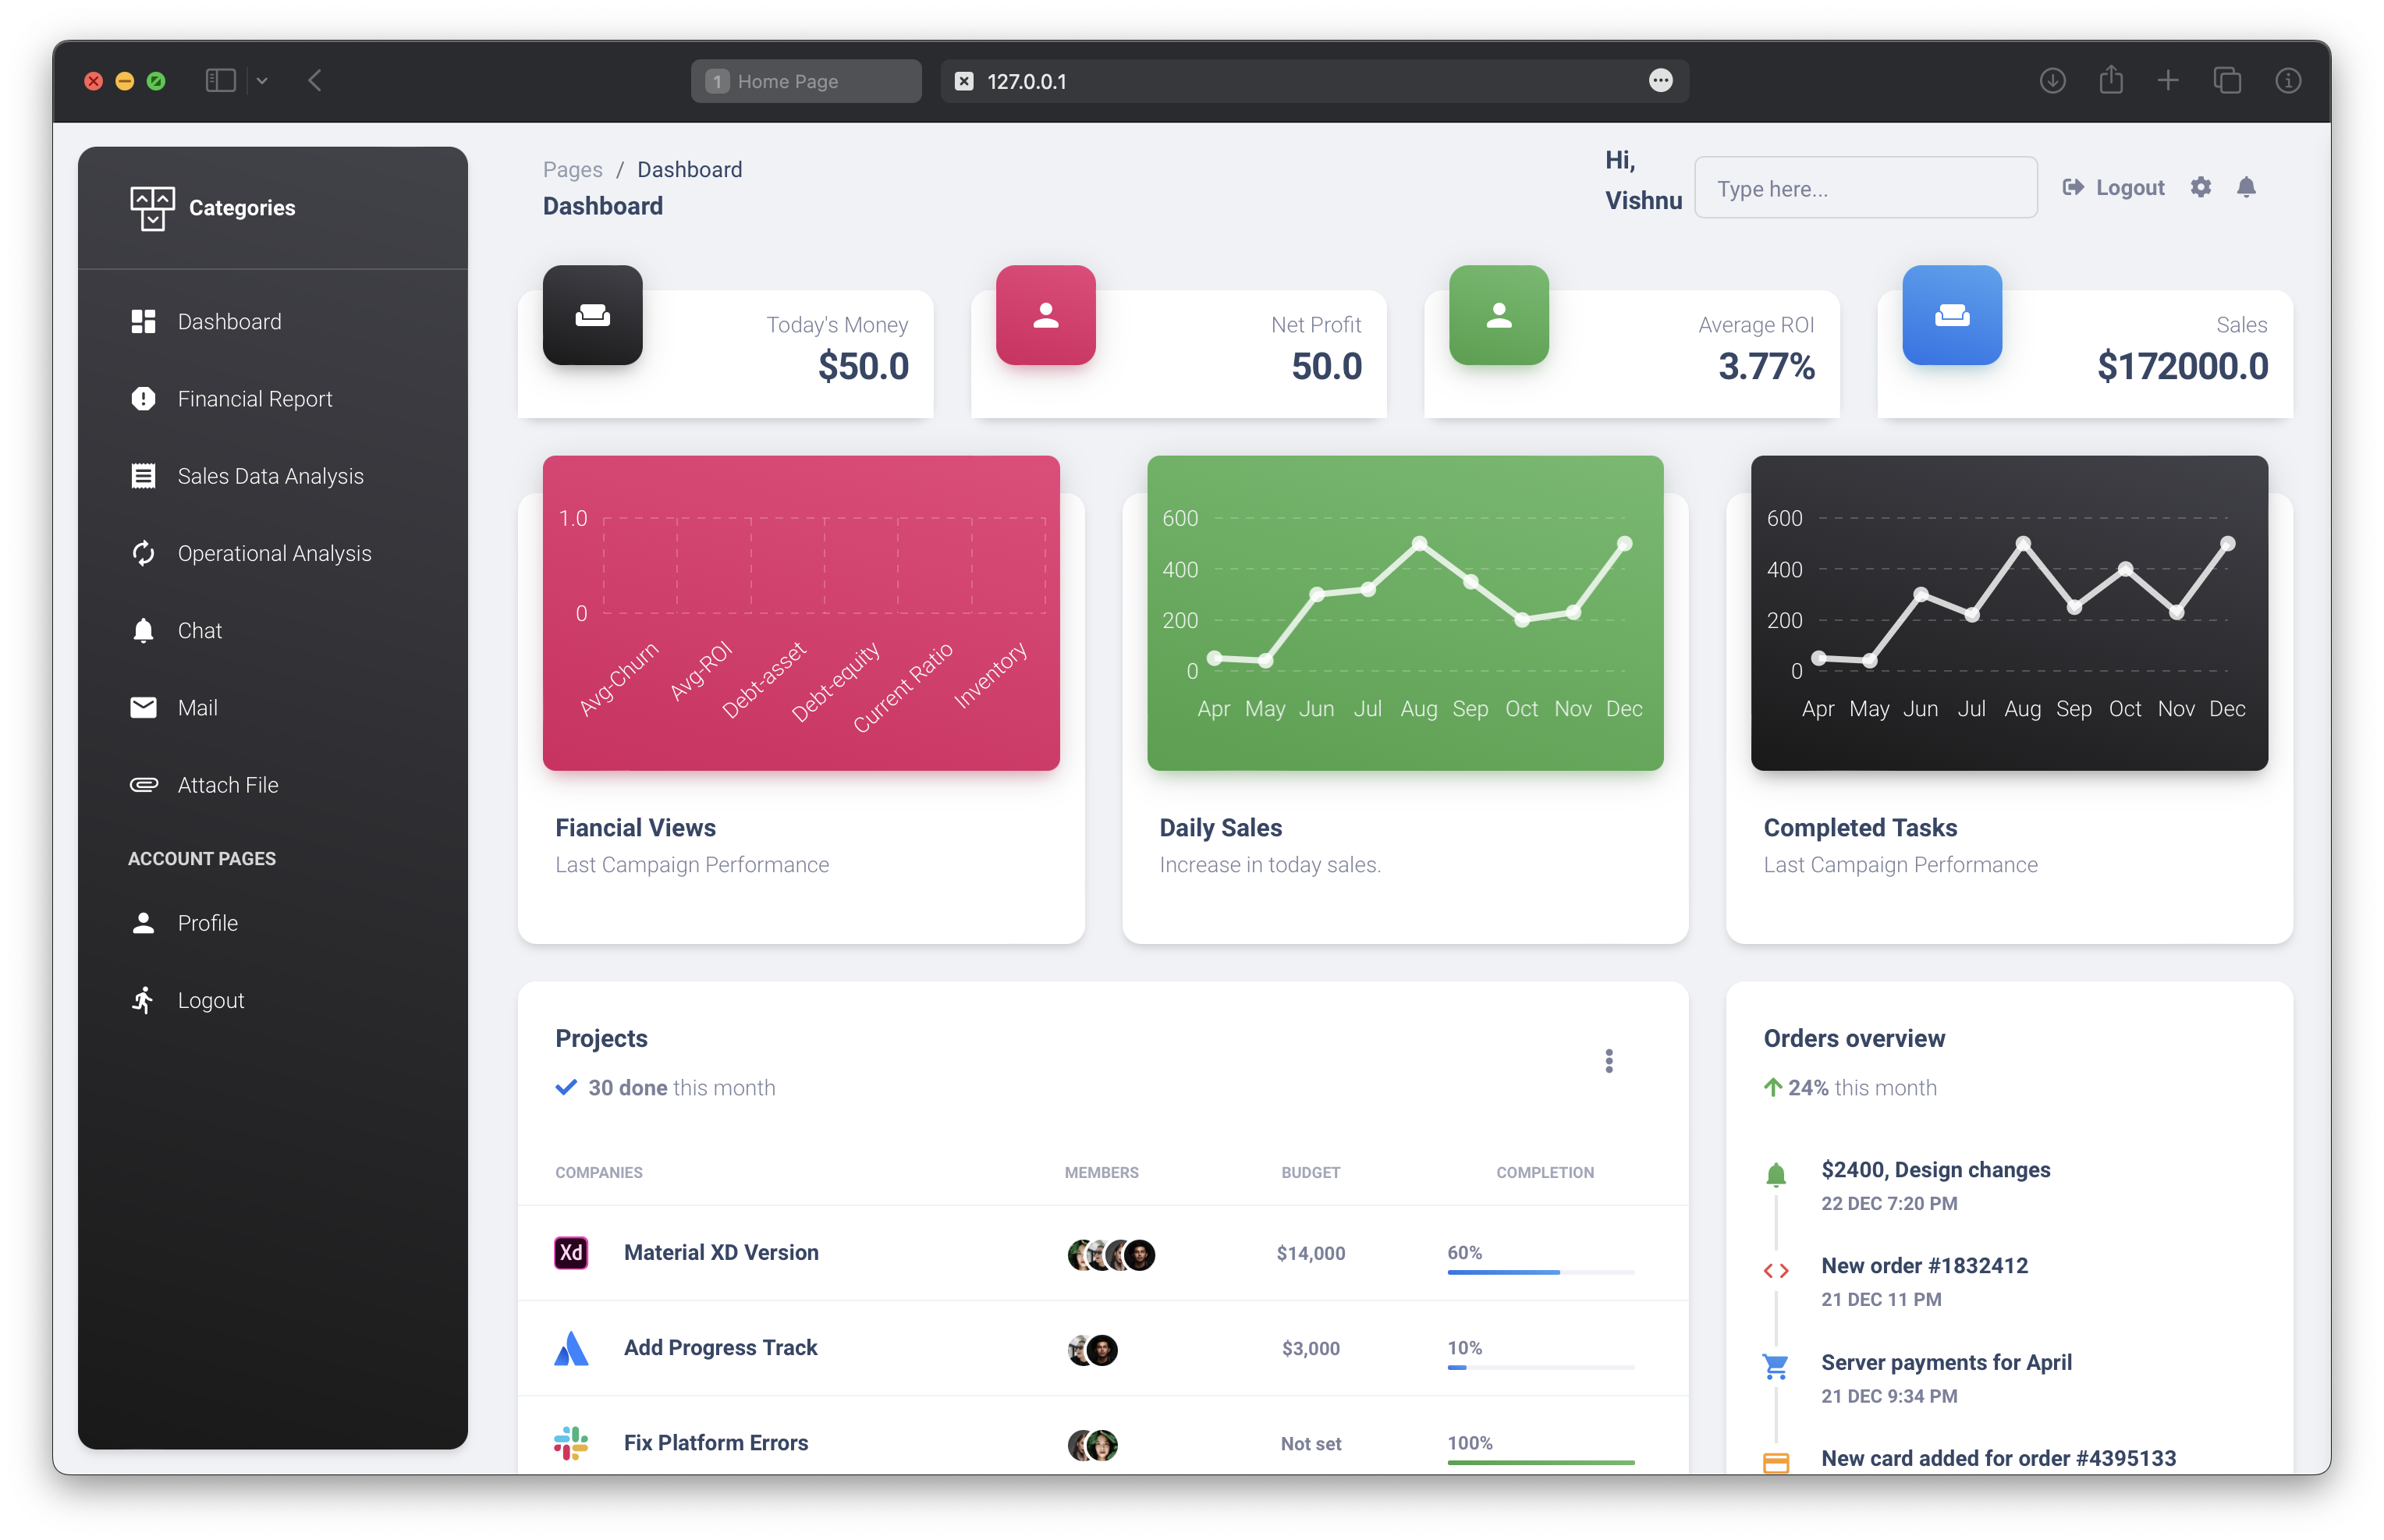 1 Home Page
127.0.0.1
Categories
Dashboard
Financial Report
Sales Data Analysis
Operational Analysis
Chat
Mail
Attach File
ACCOUNT PAGES
Profile
Logout
Pages / Dashboard
Dashboard
Hi,
Vishnu
Type here...
Logout
Today's Money
$50.0
Net Profit
50.0
Average ROI
3.77%
Sales
$172000.0
1.0
0
Avg-Churn
Avg-ROI
Debt-asset
Debt-equity
Current Ratio
Inventory
Fiancial Views
Last Campaign Performance
600
400
200
0
Apr May Jun Jul Aug Sep Oct Nov Dec
Daily Sales
Increase in today sales.
600
400
200
0
Apr May Jun Jul Aug Sep Oct Nov Dec
Completed Tasks
Last Campaign Performance
Projects
30 done this month
COMPANIES MEMBERS BUDGET COMPLETION
Xd Material XD Version $14,000 60%
Add Progress Track $3,000 10%
Fix Platform Errors Not set 100%
Orders overview
24% this month
$2400, Design changes
22 DEC 7:20 PM
New order #1832412
21 DEC 11 PM
Server payments for April
21 DEC 9:34 PM
New card added for order #4395133